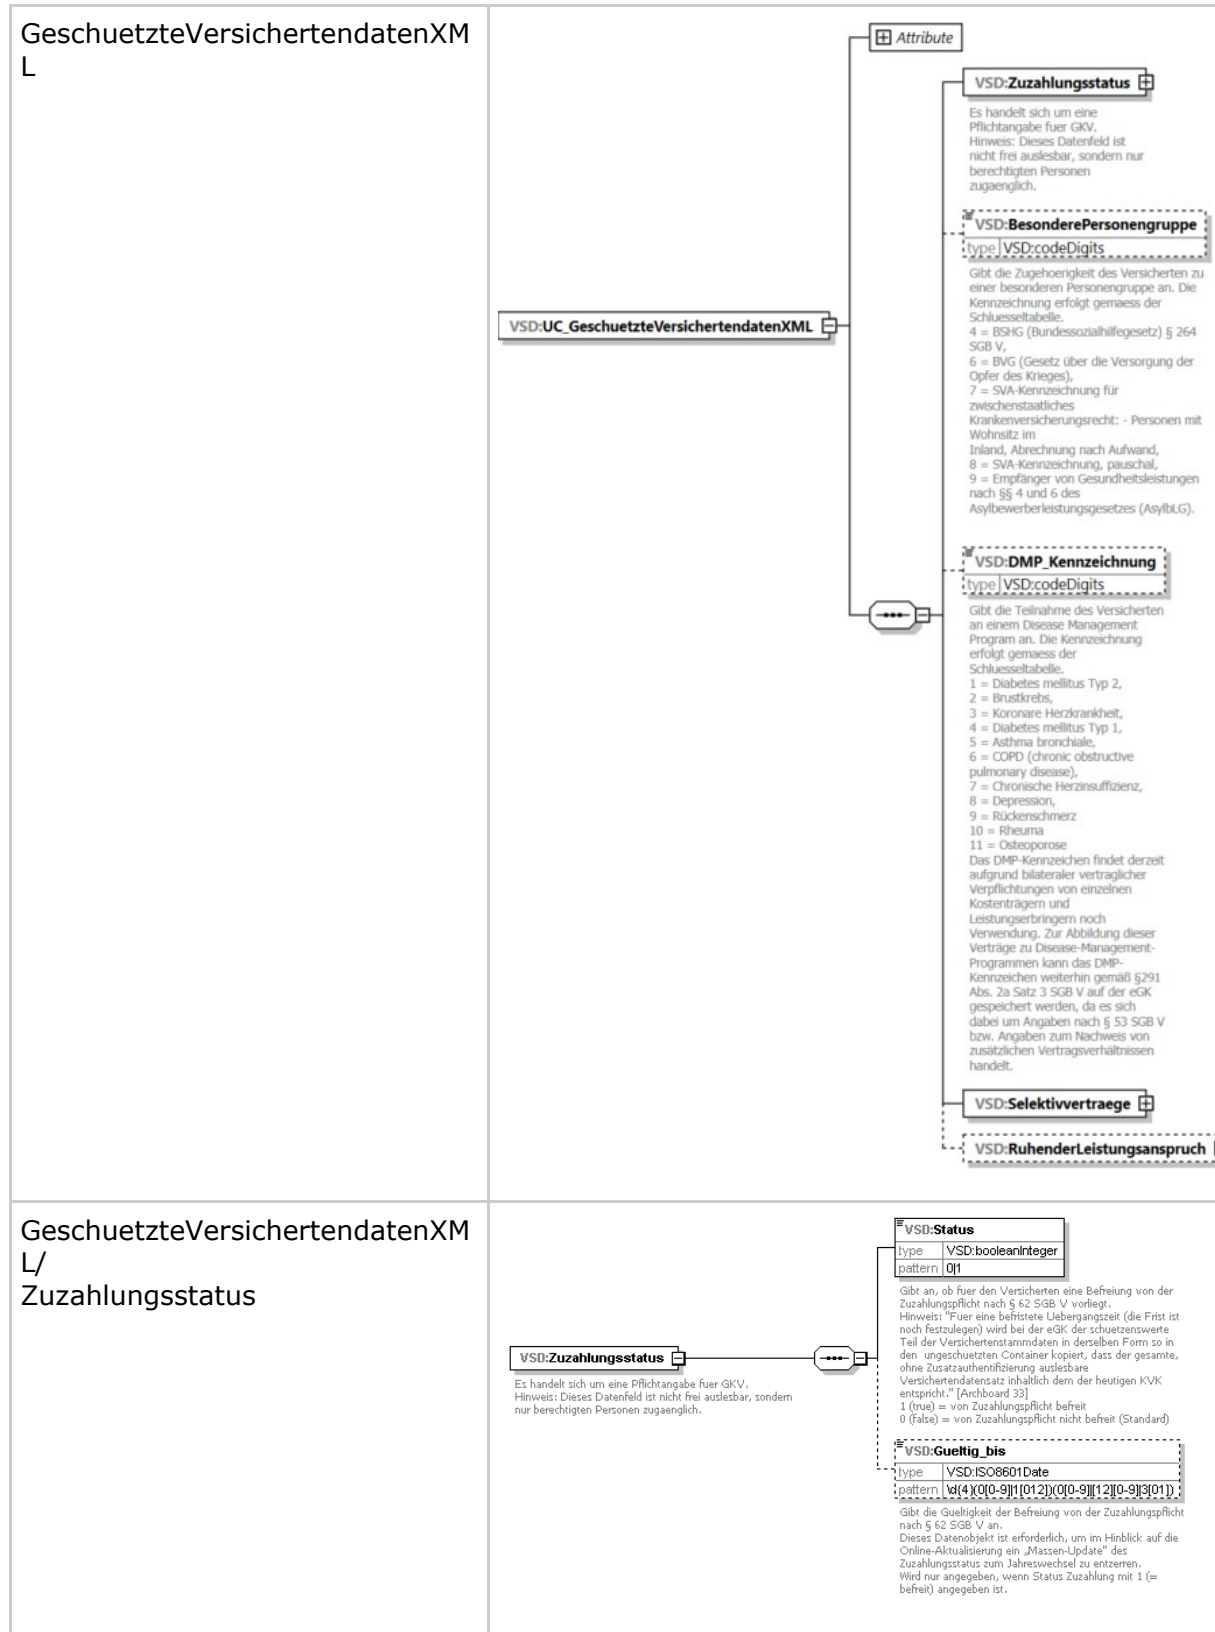 GeschuetzteVersichertendatenXM
L
Attribute
VSD:Zuzahlungsstatus
Es handelt sich um eine
Pflichtangabe fuer GKV.
Hinweis: Dieses Datenfeld ist
nicht frei auslesbar, sondern nur
berechtigten Personen
zugaenglich.
VSD:BesonderePersonengruppe
type VSD:codeDigits
Gibt die Zugehoerigkeit des Versicherten zu
einer besonderen Personengruppe an. Die
Kennzeichnung erfolgt gemaess der
Schluesseltabelle.
4 = BSHG (Bundessozialhilfegesetz) § 264
SGB V,
6 = BVG (Gesetz über die Versorgung der
Opfer des Krieges),
7 = SVA-Kennzeichnung für
zwischenstaatliches
Krankenversicherungsrecht: - Personen mit
Wohnsitz im
Inland, Abrechnung nach Aufwand,
8 = SVA-Kennzeichnung, pauschal,
9 = Empfänger von Gesundheitsleistungen
nach §§ 4 und 6 des
Asylbewerberleistungsgesetzes (AsylbLG).
VSD:UC_GeschuetzteVersichertendatenXML
VSD:DMP_Kennzeichnung
type VSD:codeDigits
Gibt die Teilnahme des Versicherten
an einem Disease Management
Program an. Die Kennzeichnung
erfolgt gemaess der
Schluesseltabelle.
1 = Diabetes mellitus Typ 2,
2 = Brustkrebs,
3 = Koronare Herzkrankheit,
4 = Diabetes mellitus Typ 1,
5 = Asthma bronchiale,
6 = COPD (chronic obstructive
pulmonary disease),
7 = Chronische Herzinsuffizienz,
8 = Depression,
9 = Rückenschmerz
10 = Rheuma
11 = Osteoporose
Das DMP-Kennzeichen findet derzeit
aufgrund bilateraler vertraglicher
Verpflichtungen von einzelnen
Kostenträgern und
Leistungserbringern noch
Verwendung. Zur Abbildung dieser
Verträge zu Disease-Management-
Programmen kann das DMP-
Kennzeichen weiterhin gemäß §291
Abs. 2a Satz 3 SGB V auf der eGK
gespeichert werden, da es sich
dabei um Angaben nach § 53 SGB V
bzw. Angaben zum Nachweis von
zusätzlichen Vertragsverhältnissen
handelt.
VSD:Selektivvertraege
VSD:RuhenderLeistungsanspruch
GeschuetzteVersichertendatenXM
L/
Zuzahlungsstatus
VSD:Zuzahlungsstatus
Es handelt sich um eine Pflichtangabe fuer GKV.
Hinweis: Dieses Datenfeld ist nicht frei auslesbar, sondern
nur berechtigten Personen zugaenglich.
VSD:Status
type VSD:booleanInteger
pattern 0|1
Gibt an, ob fuer den Versicherten eine Befreiung von der
Zuzahlungspflicht nach § 62 SGB V vorliegt.
Hinweis: "Fuer eine befristete Uebergangszeit (die Frist ist
noch festzulegen) wird bei der eGK der schuetzenswerte
Teil der Versichertenstammdaten in derselben Form so in
den ungeschuetzten Container kopiert, dass der gesamte,
ohne Zusatzauthentifizierung auslesbare
Versichertendatensatz inhaltlich dem der heutigen KVK
entspricht." [Archboard 33]
1 (true) = von Zuzahlungspflicht befreit
0 (false) = von Zuzahlungspflicht nicht befreit (Standard)
VSD:Gueltig_bis
type VSD:ISO8601Date
pattern \d{4}(0[0-9]|1[012])(0[0-9]|[12][0-9]|3[01])
Gibt die Gueltigkeit der Befreiung von der Zuzahlungspflicht
nach § 62 SGB V an.
Dieses Datenobjekt ist erforderlich, um im Hinblick auf die
Online-Aktualisierung ein „Massen-Update" des
Zuzahlungsstatus zum Jahreswechsel zu entzerren.
Wird nur angegeben, wenn Status Zuzahlung mit 1 (=
befreit) angegeben ist.